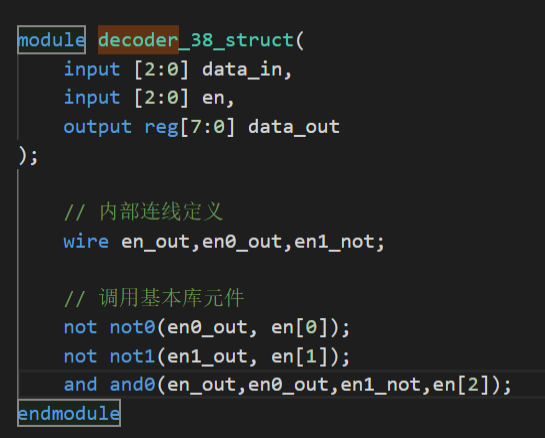 module decoder_38_struct(
    input [2:0] data_in,
    input [2:0] en,
    output reg[7:0] data_out
);
    // 内部连线定义
    wire en_out,en0_out,en1_not;
    // 调用基本库元件
    not not0(en0_out, en[0]);
    not not1(en1_out, en[1]);
    and and0(en_out,en0_out,en1_not,en[2]);
endmodule